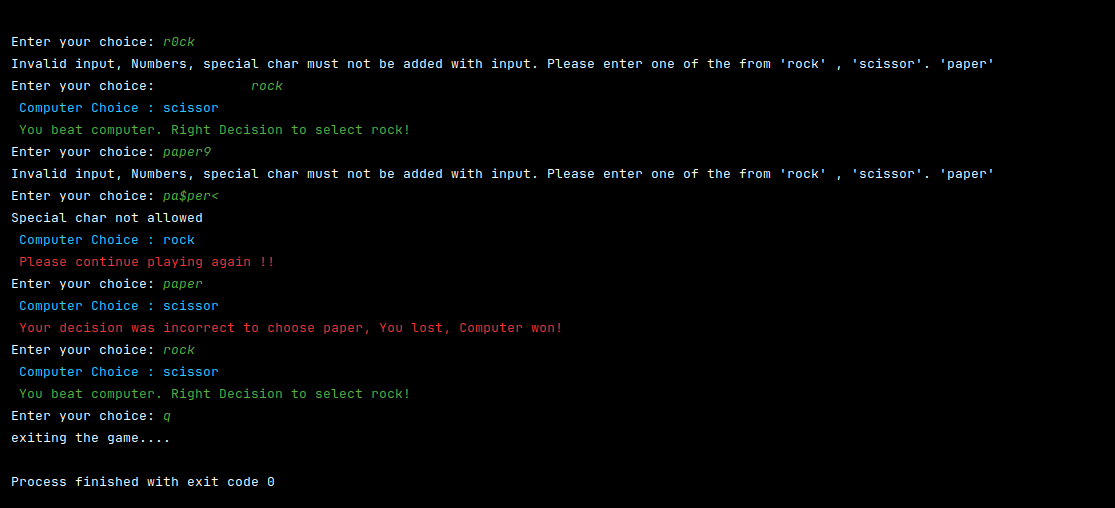 Enter your choice: r0ck
Invalid input, Numbers, special char must not be added with input. Please enter one of the from 'rock' , 'scissor'. 'paper'
Enter your choice:            rock
Computer Choice : scissor
You beat computer. Right Decision to select rock!
Enter your choice: paper9
Invalid input, Numbers, special char must not be added with input. Please enter one of the from 'rock' , 'scissor'. 'paper'
Enter your choice: pa$per<
Special char not allowed
Computer Choice : rock
Please continue playing again !!
Enter your choice: paper
Computer Choice : scissor
Your decision was incorrect to choose paper, You lost, Computer won!
Enter your choice: rock
Computer Choice : scissor
You beat computer. Right Decision to select rock!
Enter your choice: q
exiting the game....
Process finished with exit code 0